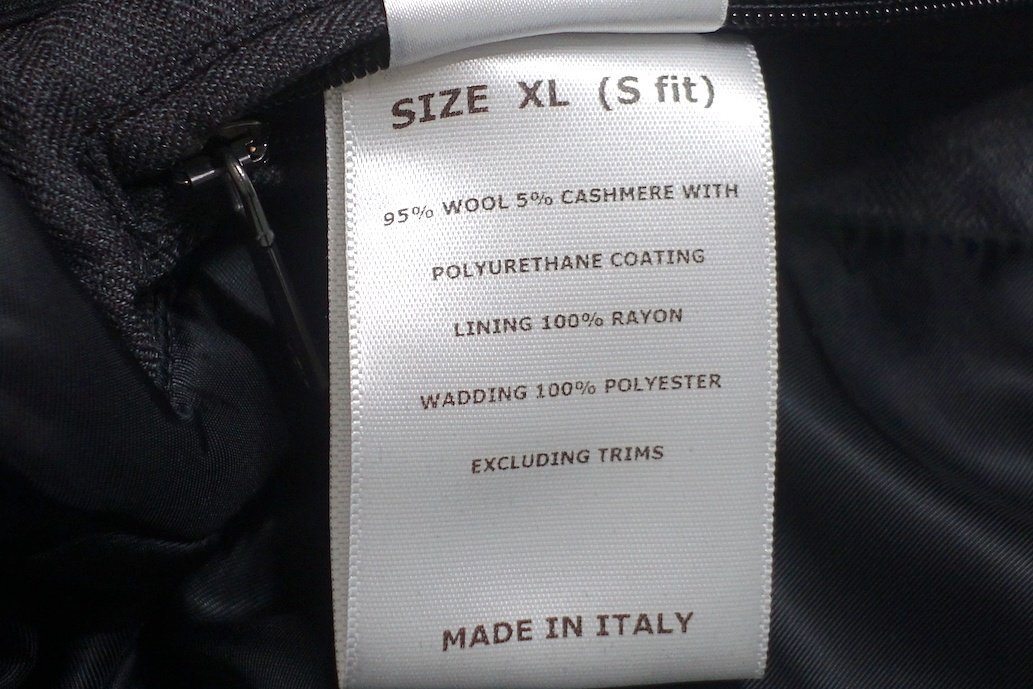 SIZE XL (S fit)
95% WOOL 5% CASHMERE WITH
POLYURETHANE COATING
LINING 100% RAYON
WADDING 100% POLYESTER
EXCLUDING TRIMS
MADE IN ITALY